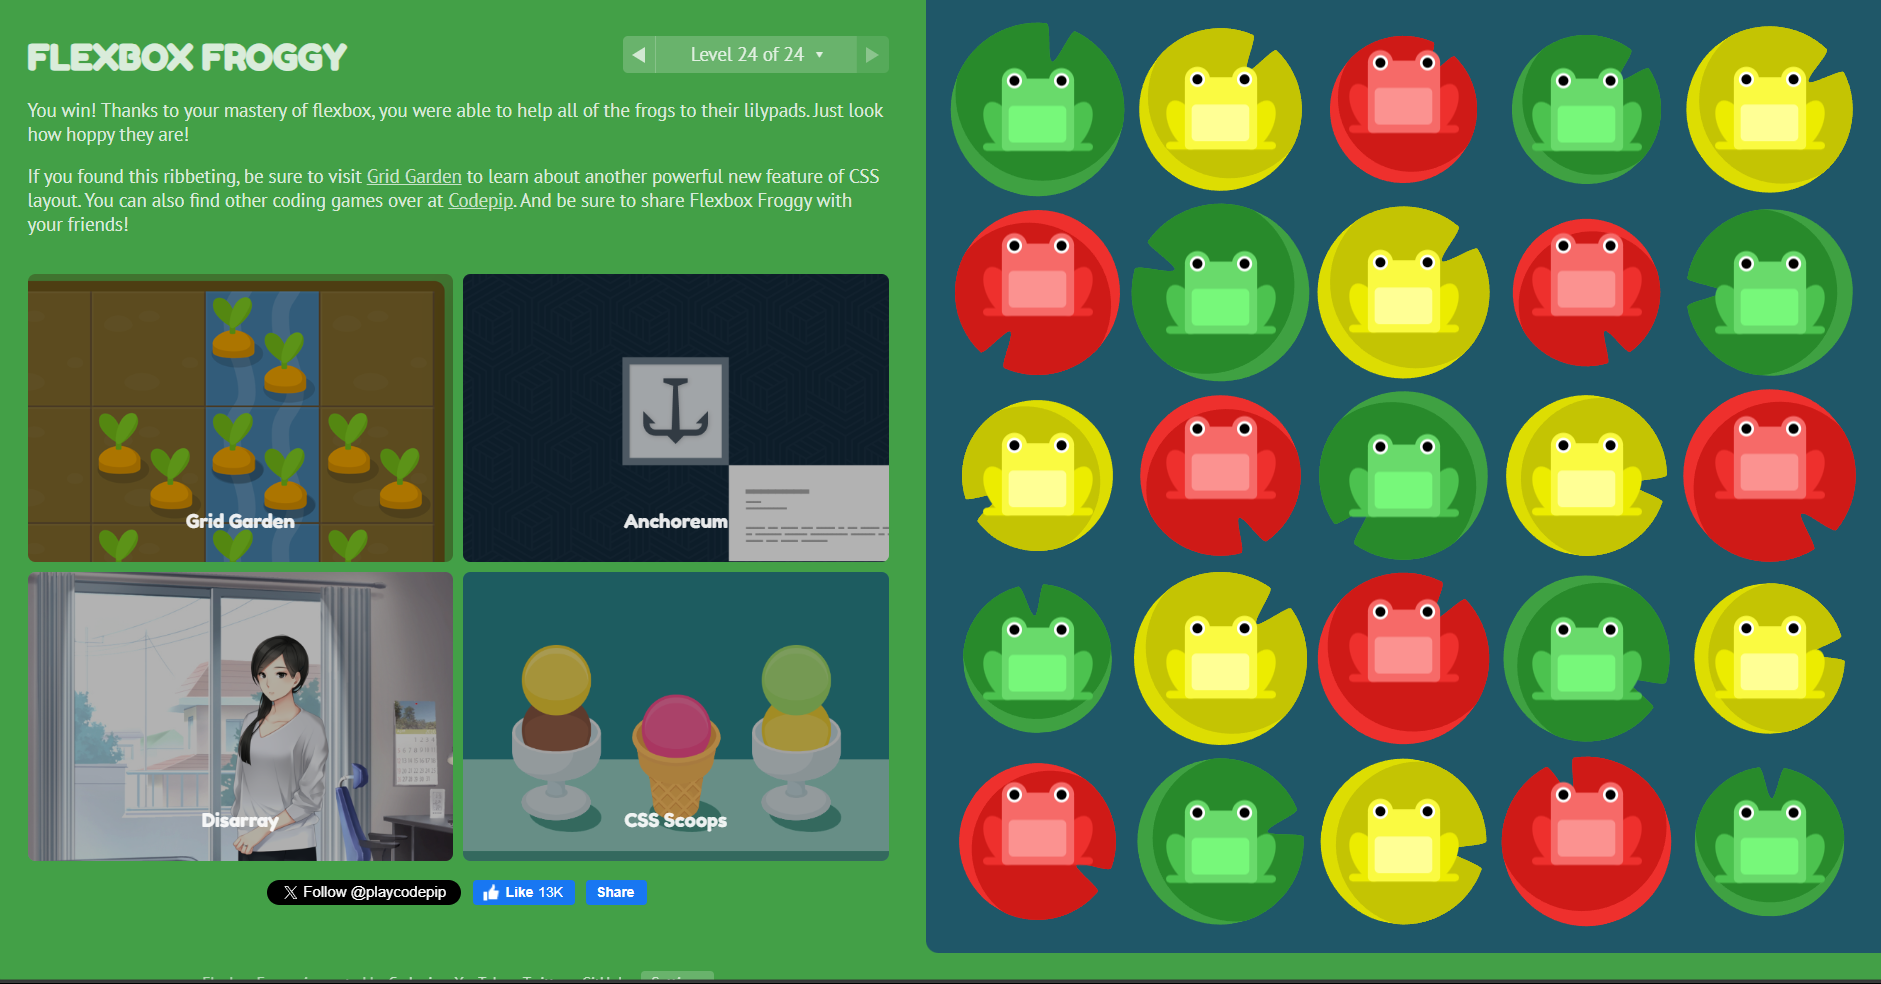 FLEXBOX FROGGY
Level 24 of 24
You win! Thanks to your mastery of flexbox, you were able to help all of the frogs to their lilypads. Just look
how hoppy they are!
If you found this ribbeting, be sure to visit Grid Garden to learn about another powerful new feature of CSS
layout. You can also find other coding games over at Codepip. And be sure to share Flexbox Froggy with
your friends!
Grid Garden
Anchoreum
Disarray
CSS Scoops
Follow @playcodepip
Like 13K
Share